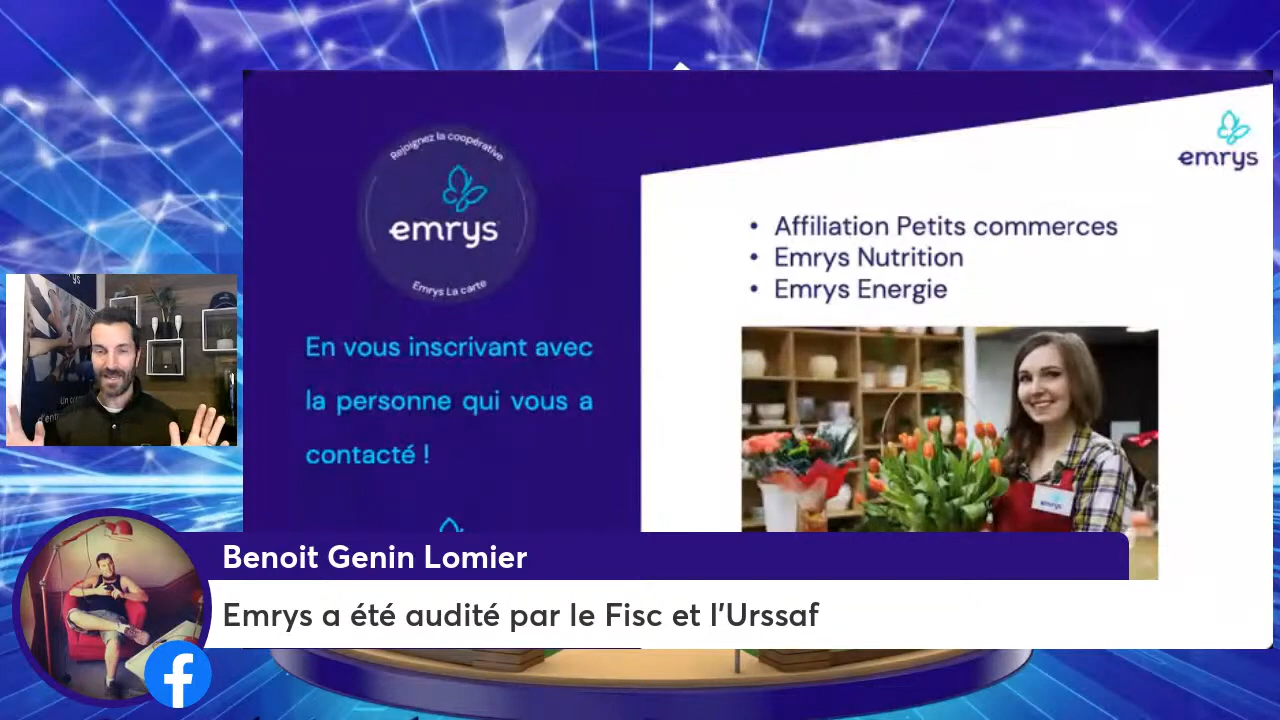 Rejoignez la coopérative
emrys
Emrys La carte
En vous inscrivant avec
la personne qui vous a
contacté !
emrys
• Affiliation Petits commerces
• Emrys Nutrition
• Emrys Energie
emrys
Benoit Genin Lomier
Emrys a été audité par le Fisc et l'Urssaf